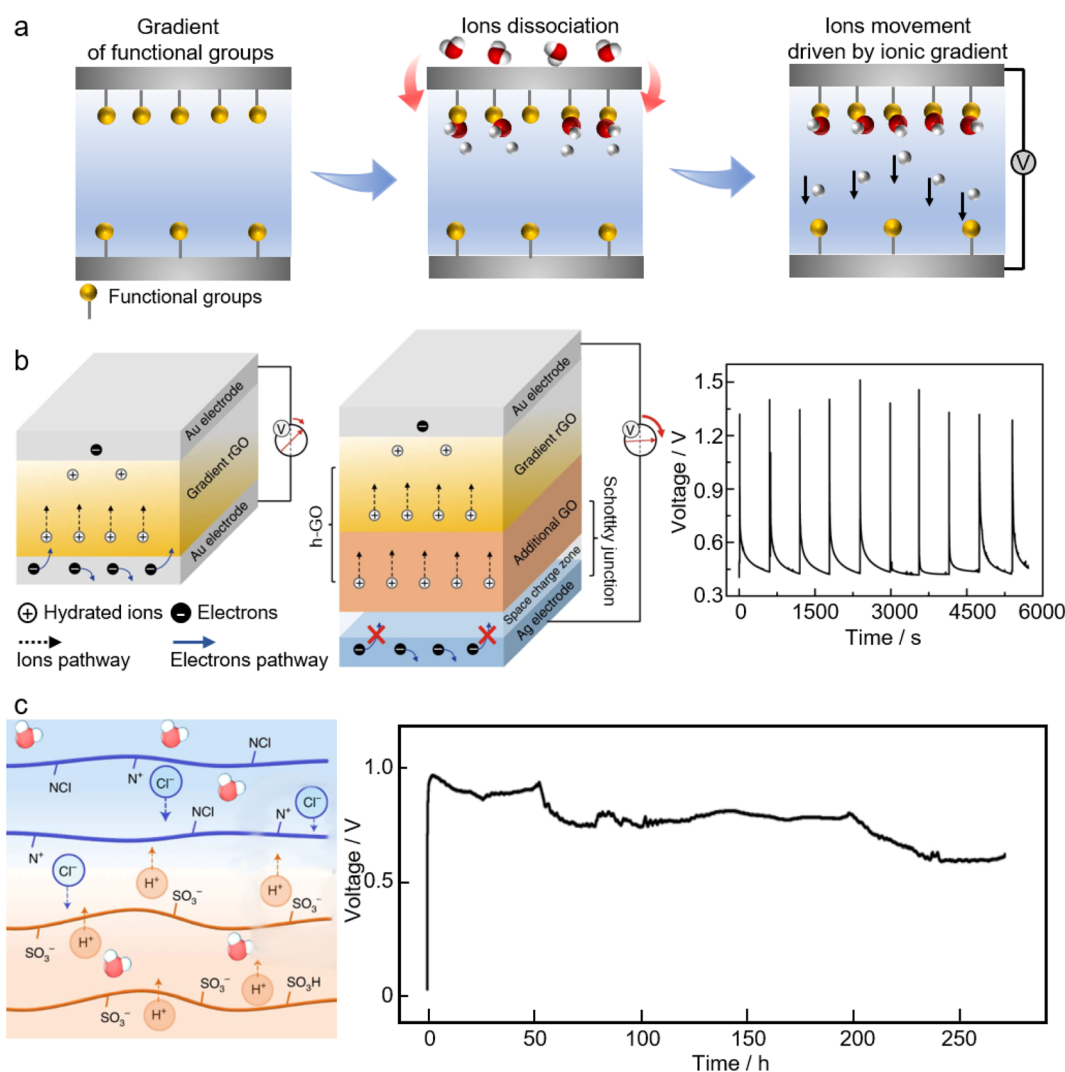 a
Gradient
of functional groups
Ions dissociation
Ions movement
driven by ionic gradient
V
Functional groups
b
Au electrode
Gradient rGO
Au electrode
V
Hydrated ions
Electrons
Ions pathway
Electrons pathway
h-GO
Au electrode
Gradient rGO
Additional GO
Space charge zone
Ag electrode
Schottky junction
V
Voltage / V
1.5
1.2
0.9
0.6
0.3
0 1500 3000 4500 6000
Time / s
c
NCl
NCl
N⁺
Cl⁻
NCl
Cl⁻
N⁺
N⁺
Cl⁻
H⁺
H⁺
SO₃⁻
SO₃⁻
SO₃⁻
H⁺
SO₃⁻
SO₃H
H⁺
SO₃⁻
H⁺
Voltage / V
1.0
0.5
0
0 50 100 150 200 250
Time / h